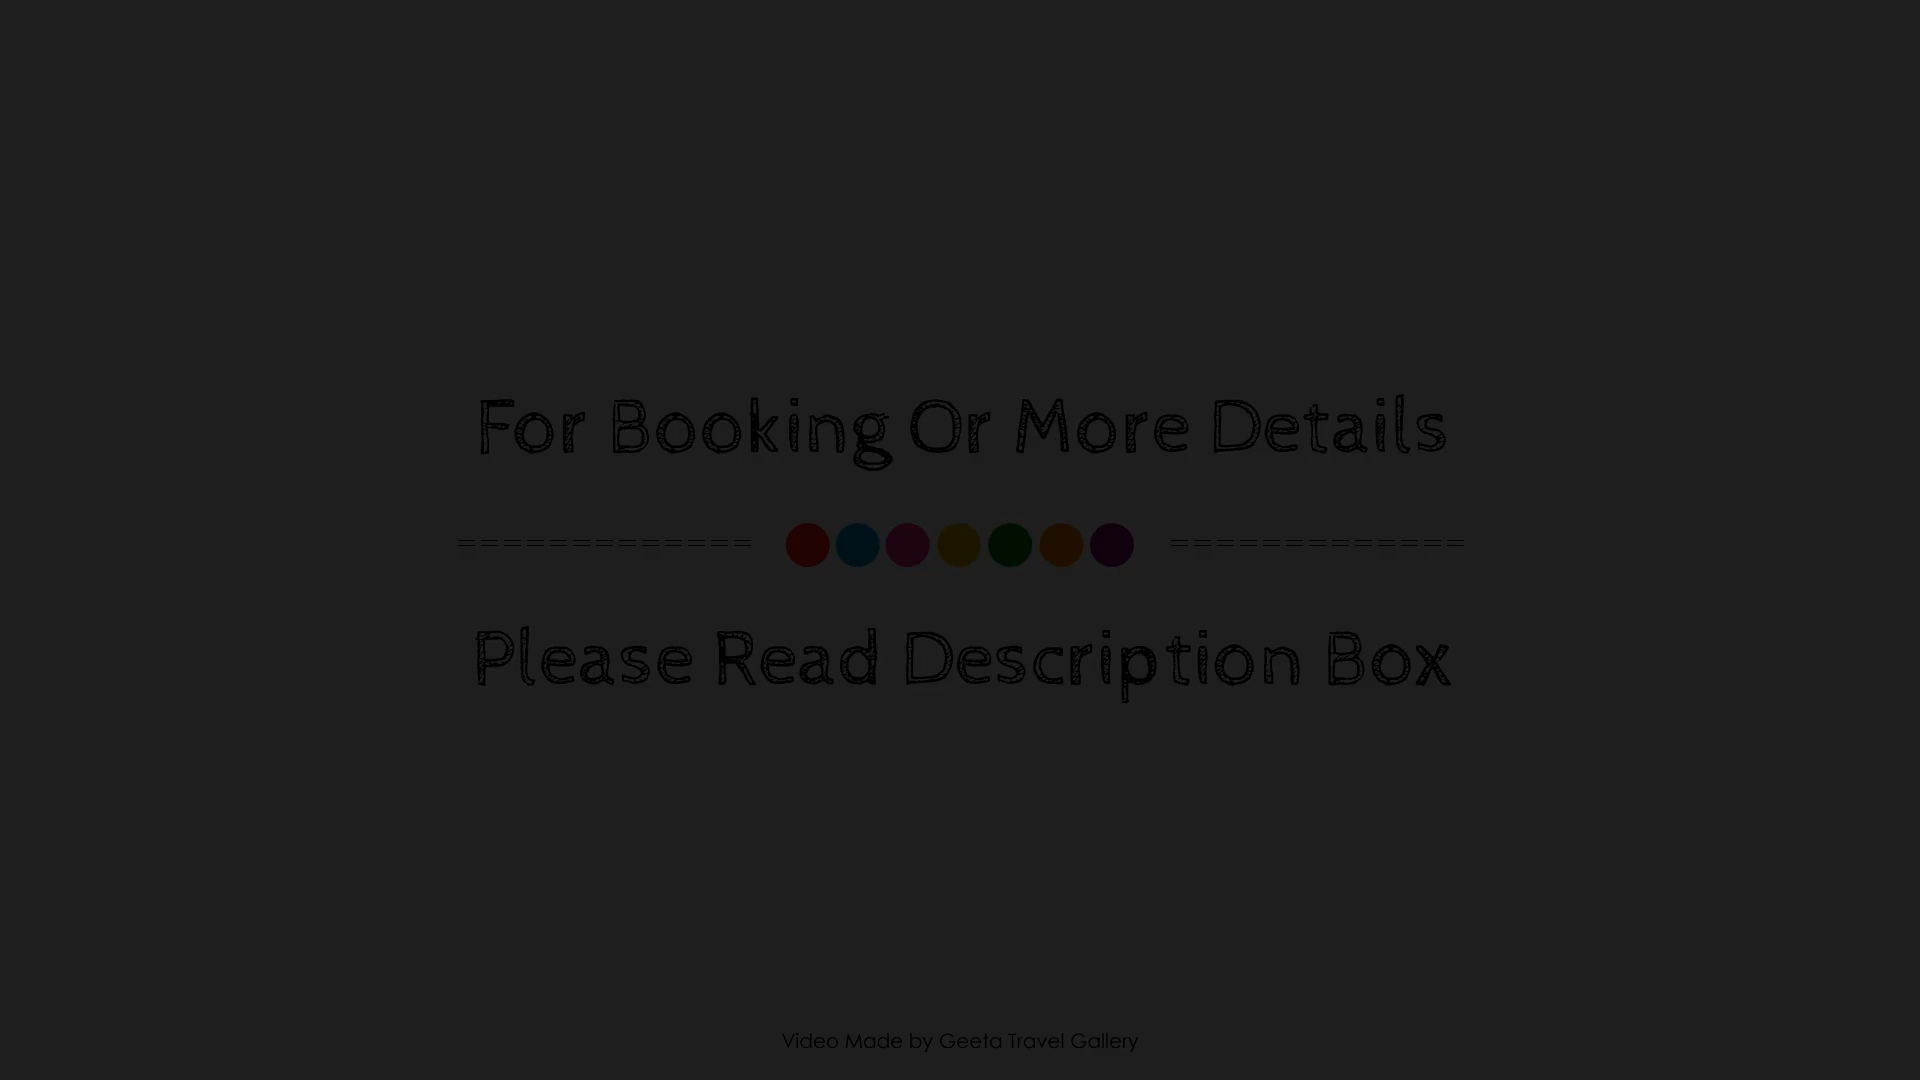 For Booking Or More Details
============= =============
Please Read Description Box
Video Made by Geeta Travel Gallery